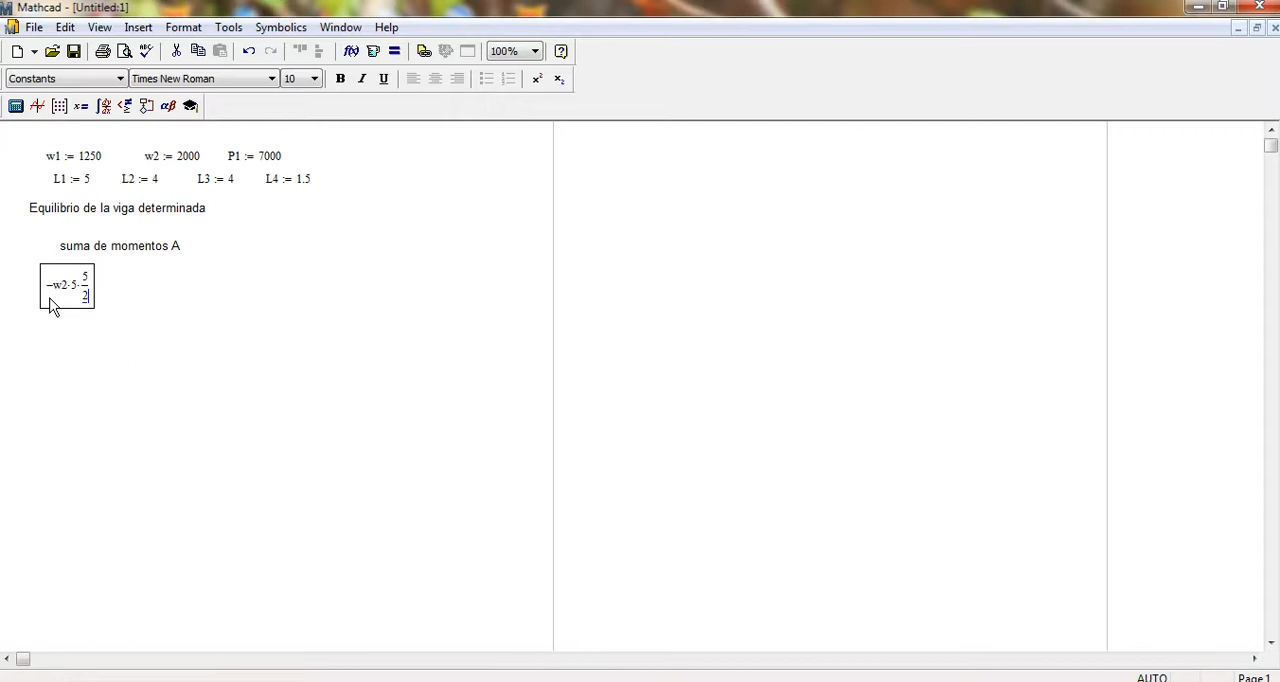 Mathcad - [Untitled:1]
File Edit View Insert Format Tools Symbolics Window Help
100%
Constants Times New Roman 10 B I U
w1 := 1250 w2 := 2000 P1 := 7000
L1 := 5 L2 := 4 L3 := 4 L4 := 1.5
Equilibrio de la viga determinada
suma de momentos A
−w2·5·5/2
AUTO Page 1